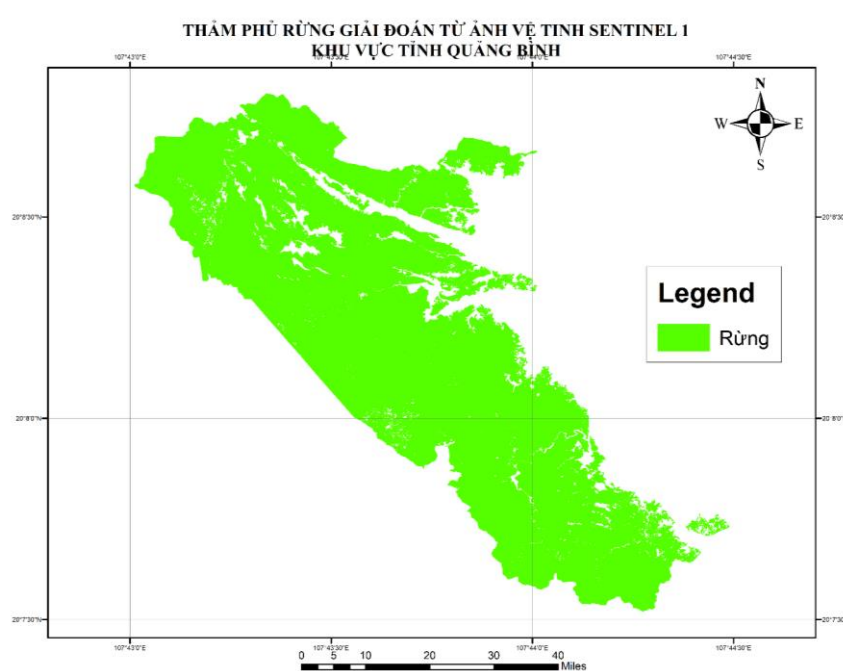 THẢM PHỦ RỪNG GIẢI ĐOÁN TỪ ẢNH VỆ TINH SENTINEL 1
KHU VỰC TỈNH QUẢNG BÌNH
107°43'0"E 107°43'30"E 107°44'0"E 107°44'30"E
N
W E
S
20°8'30"N 20°8'30"
Legend
Rừng
20°8'0"N 20°8'0"
20°7'30"N 20°7'30"
107°43'0"E 107°43'30"E 107°44'0"E 107°44'30"E
0 5 10 20 30 40
Miles